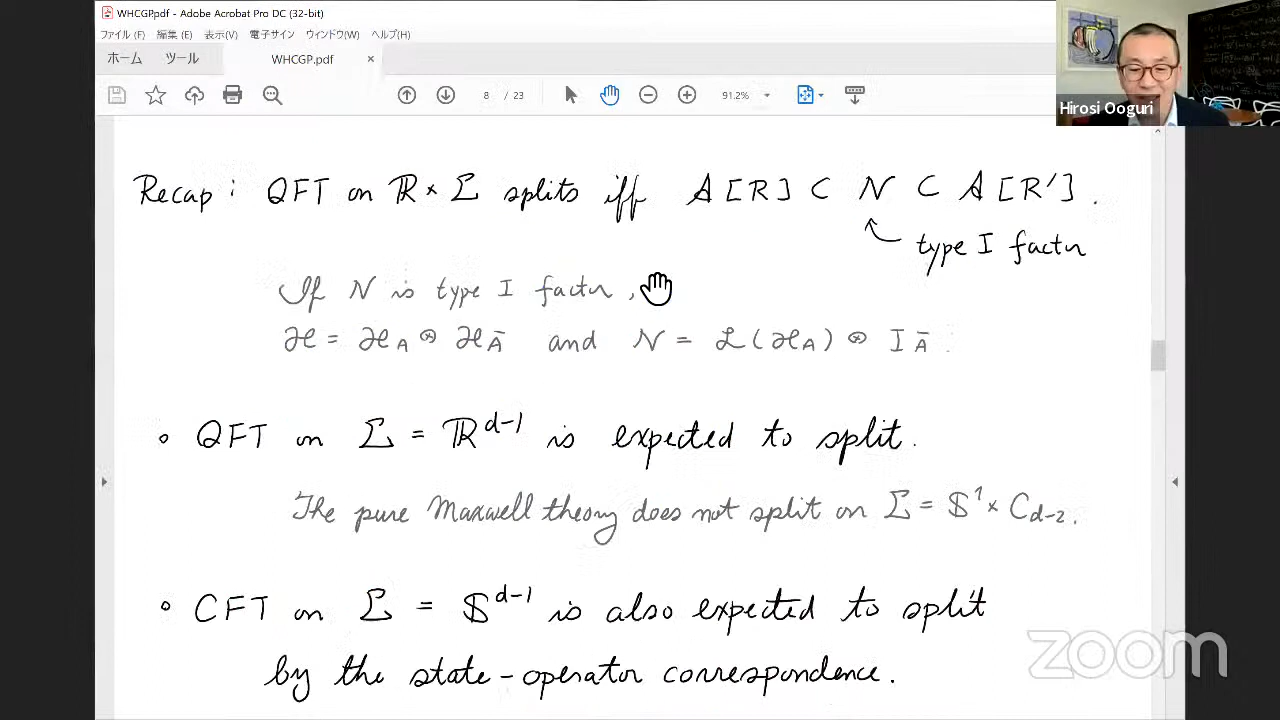 WHCGP.pdf - Adobe Acrobat Pro DC (32-bit)
ファイル(F) 編集(E) 表示(V) 電子サイン ウィンドウ(W) ヘルプ(H)
ホーム ツール WHCGP.pdf ×
8 / 23 91.2%
Hirosi Ooguri
Recap : QFT on ℝ × Σ splits iff A[R] ⊂ N ⊂ A[R'].
type I factor
If N is type I factor,
ℋ = ℋ_A ⊗ ℋ_Ā and N = ℒ(ℋ_A) ⊗ I_Ā.
∘ QFT on Σ = ℝ^{d-1} is expected to split.
The pure Maxwell theory does not split on Σ = 𝕊^1 × C_{d-2}.
∘ CFT on Σ = 𝕊^{d-1} is also expected to split
by the state-operator correspondence.
zoom